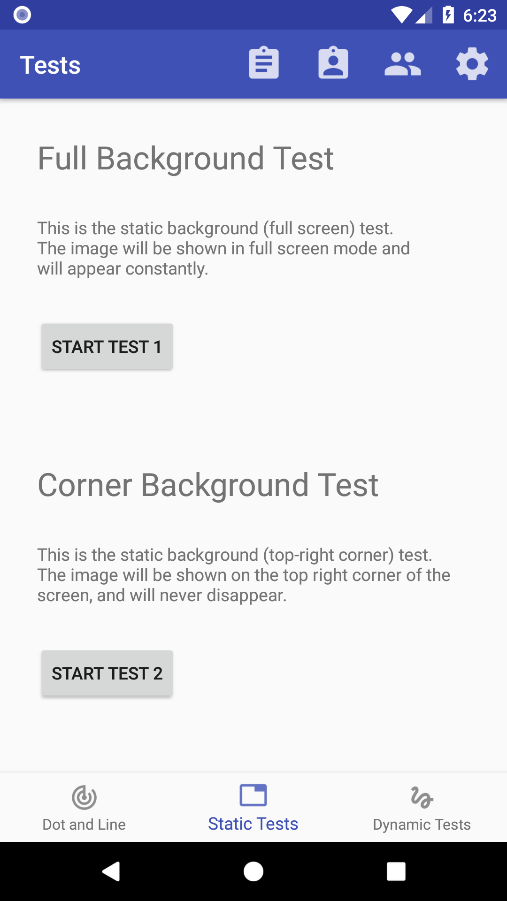 6:23
Tests
Full Background Test
This is the static background (full screen) test.
The image will be shown in full screen mode and
will appear constantly.
START TEST 1
Corner Background Test
This is the static background (top-right corner) test.
The image will be shown on the top right corner of the
screen, and will never disappear.
START TEST 2
Dot and Line
Static Tests
Dynamic Tests